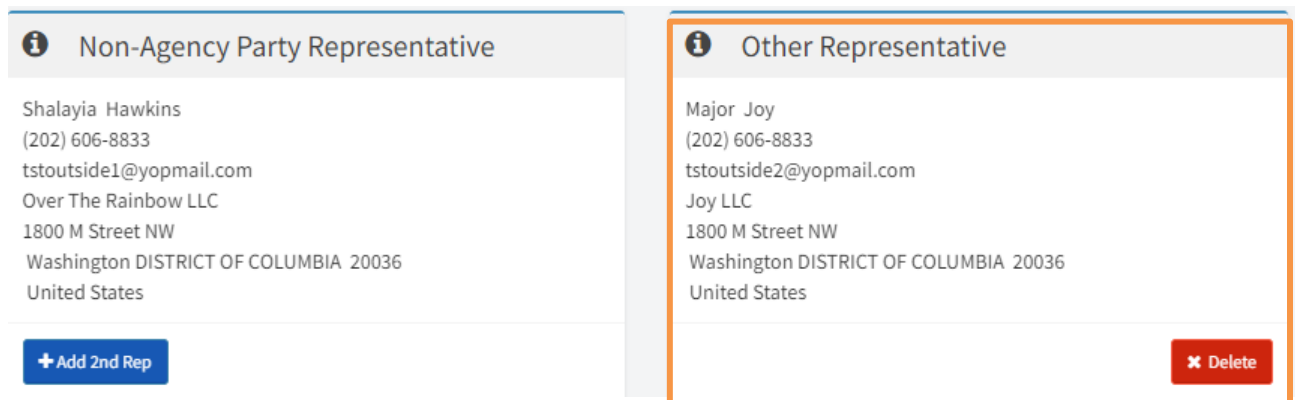 Non-Agency Party Representative
Shalayia Hawkins
(202) 606-8833
tstoutside1@yopmail.com
Over The Rainbow LLC
1800 M Street NW
Washington DISTRICT OF COLUMBIA 20036
United States
+ Add 2nd Rep
Other Representative
Major Joy
(202) 606-8833
tstoutside2@yopmail.com
Joy LLC
1800 M Street NW
Washington DISTRICT OF COLUMBIA 20036
United States
✖ Delete